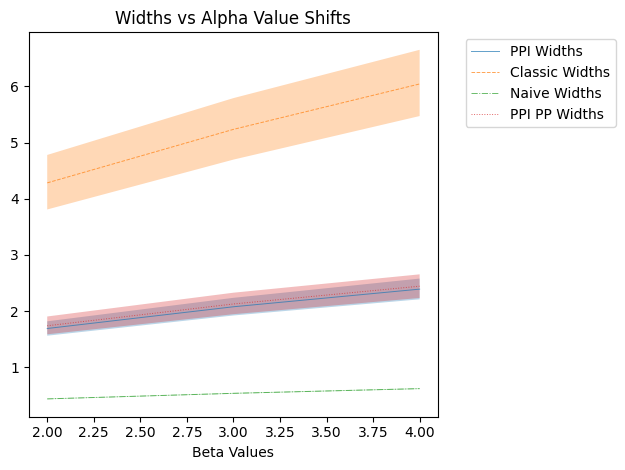 Widths vs Alpha Value Shifts
PPI Widths
Classic Widths
Naive Widths
PPI PP Widths
6
5
4
3
2
1
2.00 2.25 2.50 2.75 3.00 3.25 3.50 3.75 4.00
Beta Values